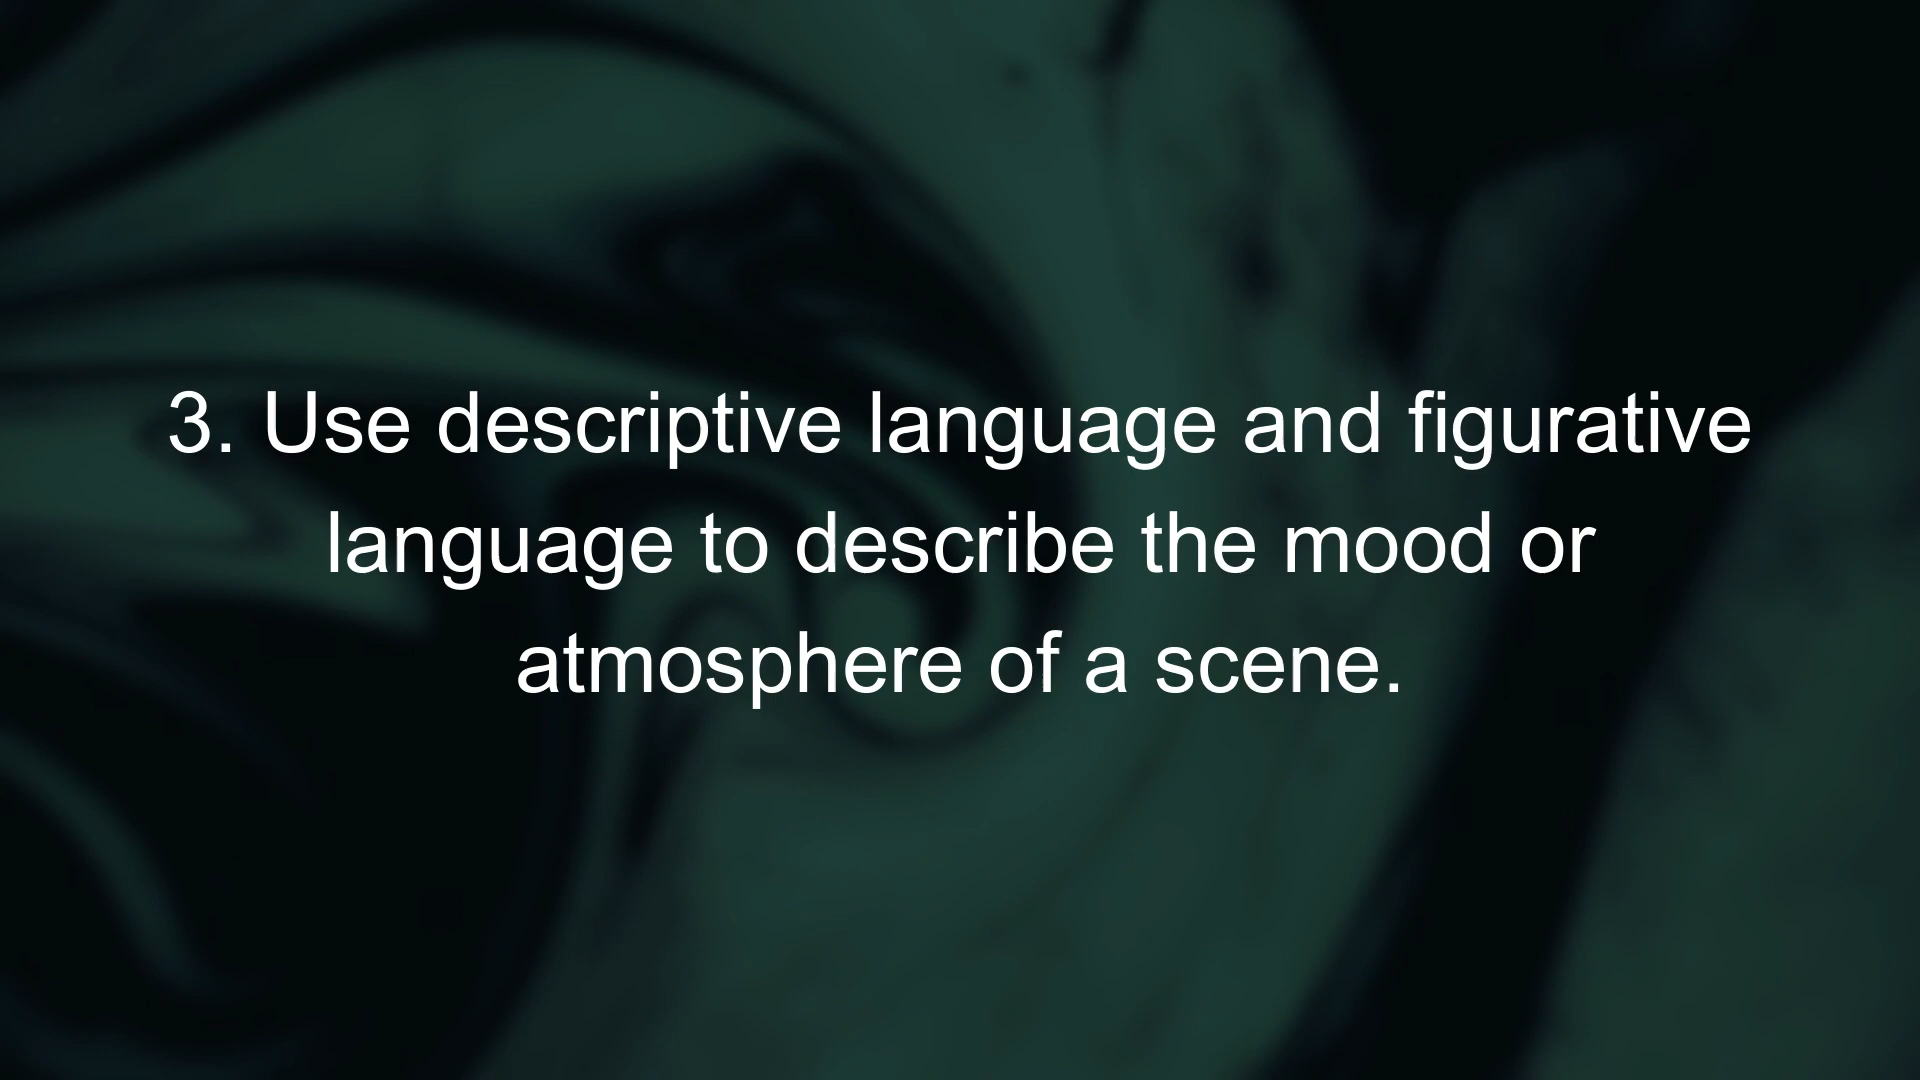 3. Use descriptive language and figurative
language to describe the mood or
atmosphere of a scene.